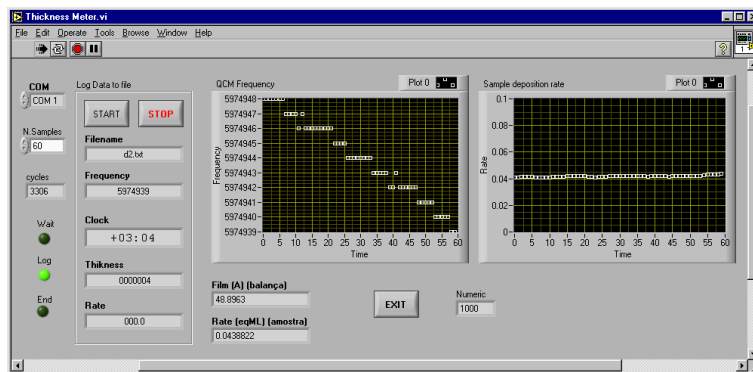 Thickness Meter.vi
File Edit Operate Tools Browse Window Help
COM
COM 1
N.Samples
60
cycles
3306
Wait
Log
End
Log Data to file
START STOP
Filename
d2.txt
Frequency
5974939
Clock
+03:04
Thikness
0000004
Rate
000.0
QCM Frequency Plot 0
Frequency
5974948
5974947
5974946
5974945
5974944
5974943
5974942
5974941
5974940
5974939
0 5 10 15 20 25 30 35 40 45 50 55 60
Time
Sample deposition rate Plot 0
Rate
0.1
0.08
0.06
0.04
0.02
0
0 5 10 15 20 25 30 35 40 45 50 55 60
Time
Film (A) (balança)
48.8963
Rate (eqML) (amostra)
0.0438822
EXIT
Numeric
1000
?
1